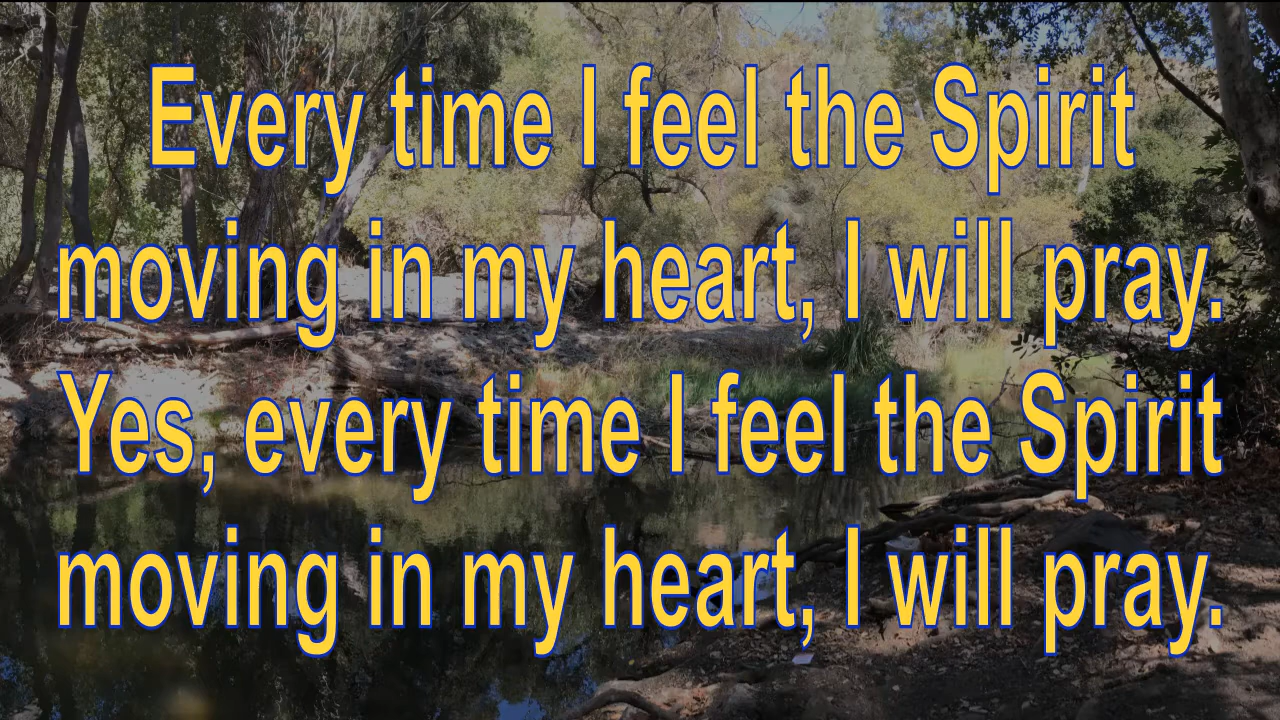 Every time I feel the Spirit
moving in my heart, I will pray.
Yes, every time I feel the Spirit
moving in my heart, I will pray.